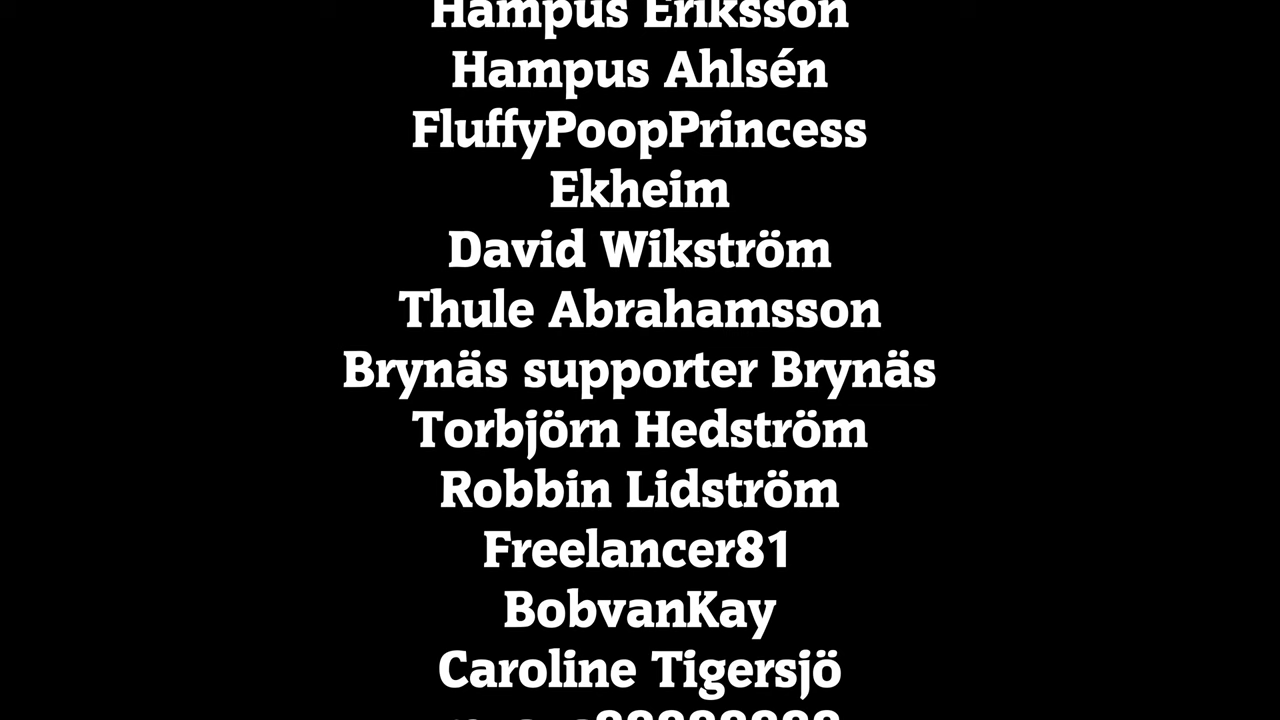 Hampus Eriksson
Hampus Ahlsén
FluffyPoopPrincess
Ekheim
David Wikström
Thule Abrahamsson
Brynäs supporter Brynäs
Torbjörn Hedström
Robbin Lidström
Freelancer81
BobvanKay
Caroline Tigersjö